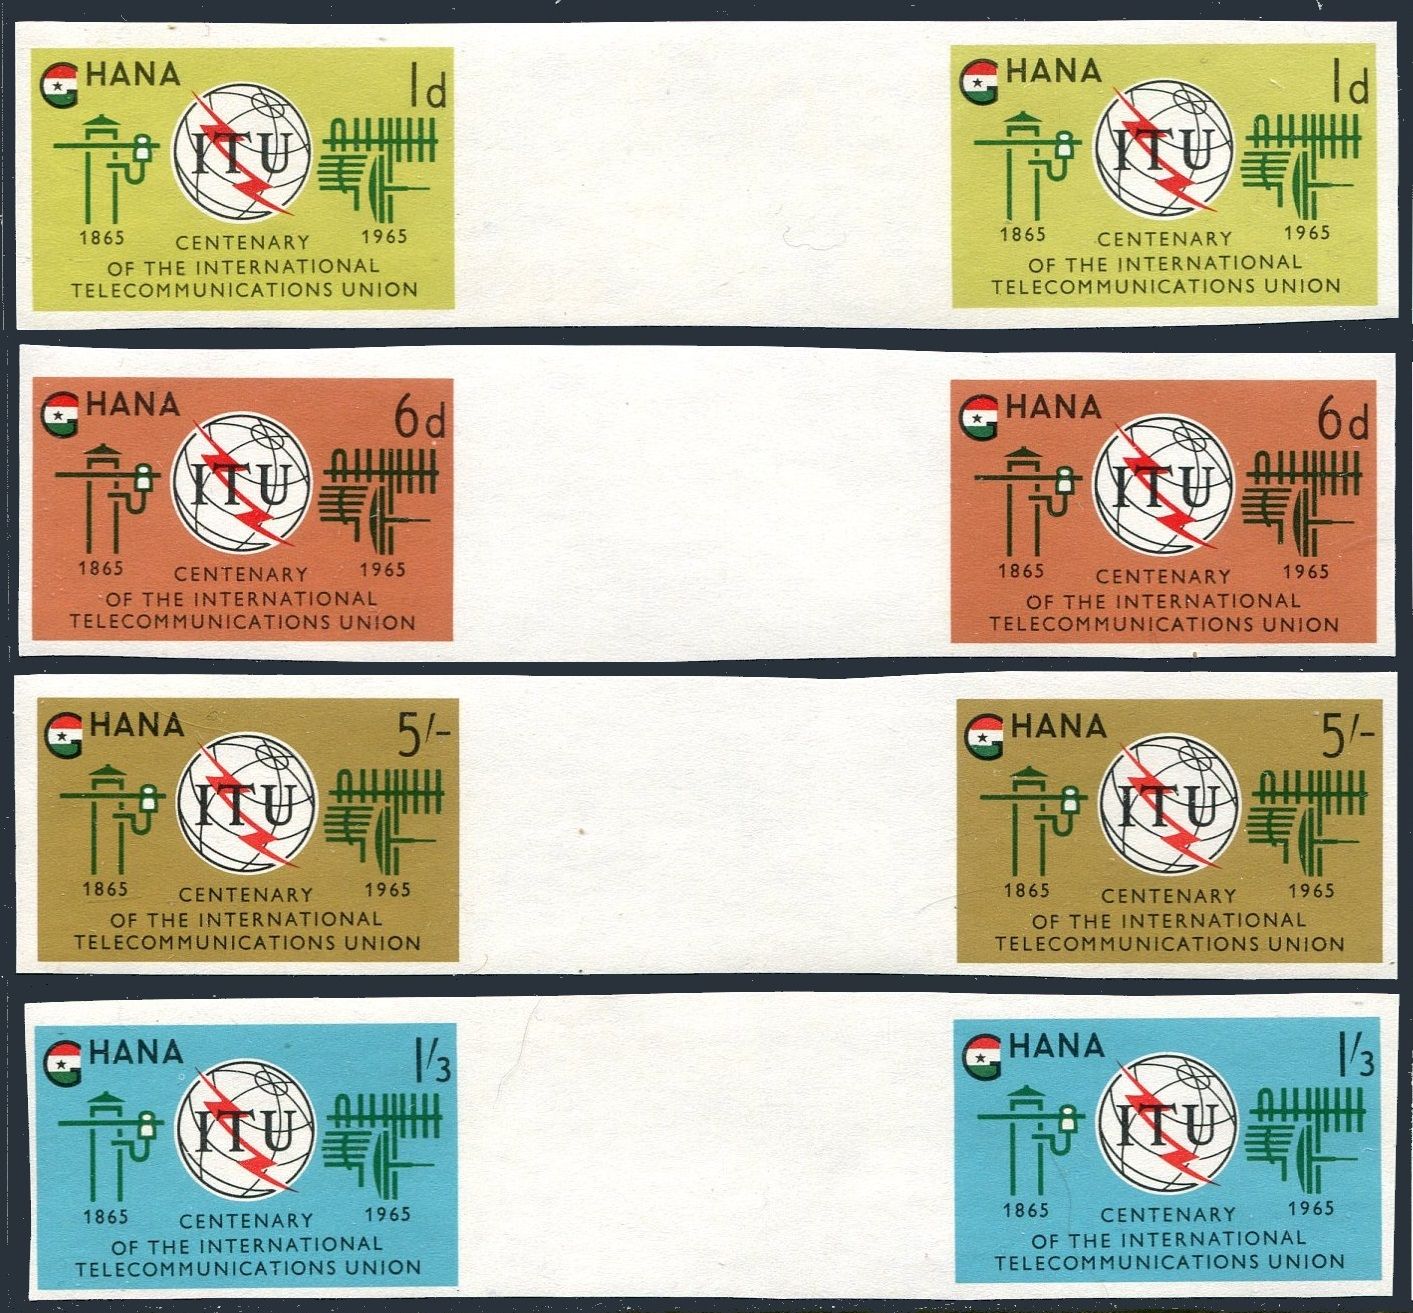 GHANA 1d
ITU
1865 1965
CENTENARY
OF THE INTERNATIONAL
TELECOMMUNICATIONS UNION
GHANA 1d
ITU
1865 1965
CENTENARY
OF THE INTERNATIONAL
TELECOMMUNICATIONS UNION
GHANA 6d
ITU
1865 1965
CENTENARY
OF THE INTERNATIONAL
TELECOMMUNICATIONS UNION
GHANA 6d
ITU
1865 1965
CENTENARY
OF THE INTERNATIONAL
TELECOMMUNICATIONS UNION
GHANA 5/-
ITU
1865 1965
CENTENARY
OF THE INTERNATIONAL
TELECOMMUNICATIONS UNION
GHANA 5/-
ITU
1865 1965
CENTENARY
OF THE INTERNATIONAL
TELECOMMUNICATIONS UNION
GHANA 1/3
ITU
1865 1965
CENTENARY
OF THE INTERNATIONAL
TELECOMMUNICATIONS UNION
GHANA 1/3
ITU
1865 1965
CENTENARY
OF THE INTERNATIONAL
TELECOMMUNICATIONS UNION